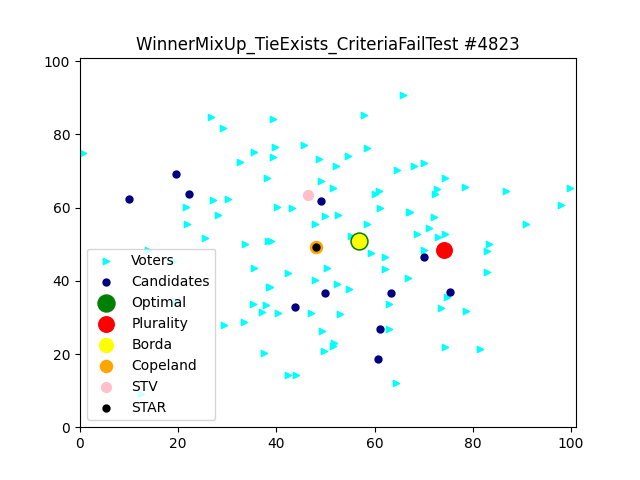 WinnerMixUp_TieExists_CriteriaFailTest #4823
100
80
60
40
20
0
Voters
Candidates
Optimal
Plurality
Borda
Copeland
STV
STAR
0 20 40 60 80 100